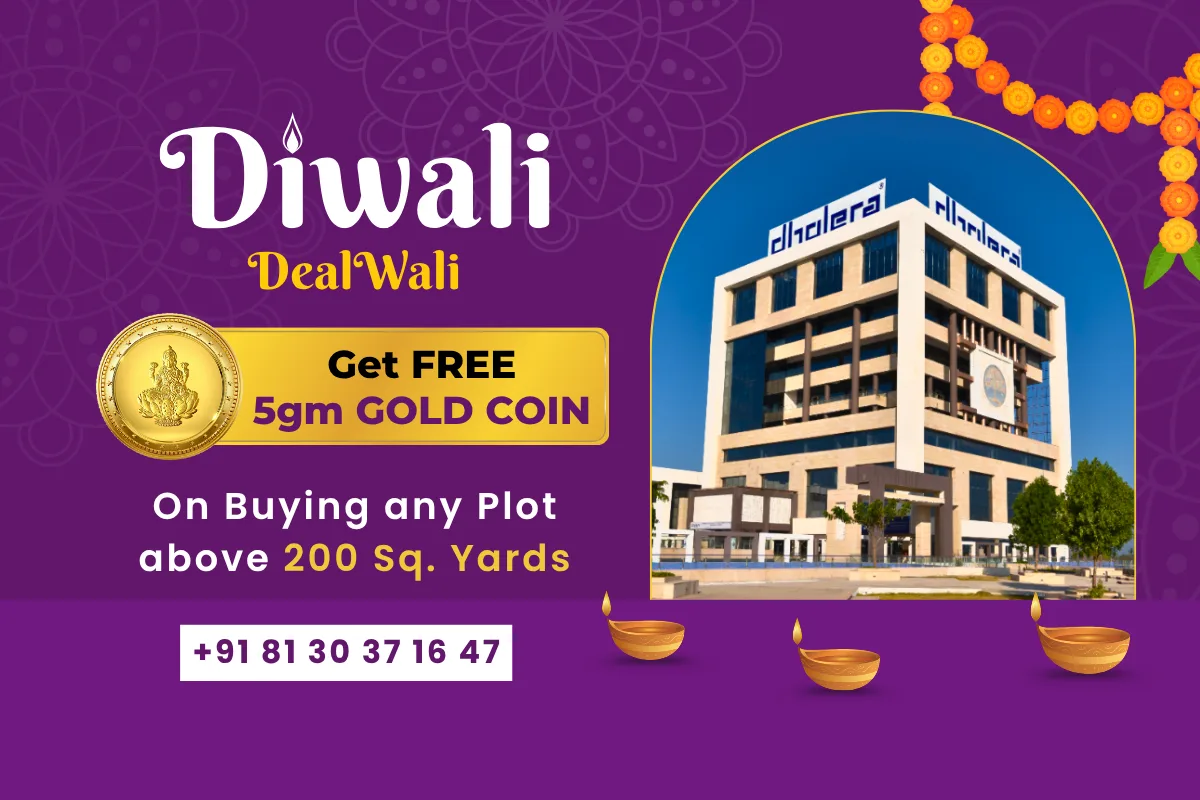 Diwali
DealWali
Get FREE
5gm GOLD COIN
On Buying any Plot
above 200 Sq. Yards
+91 81 30 37 16 47
dholera
dholera